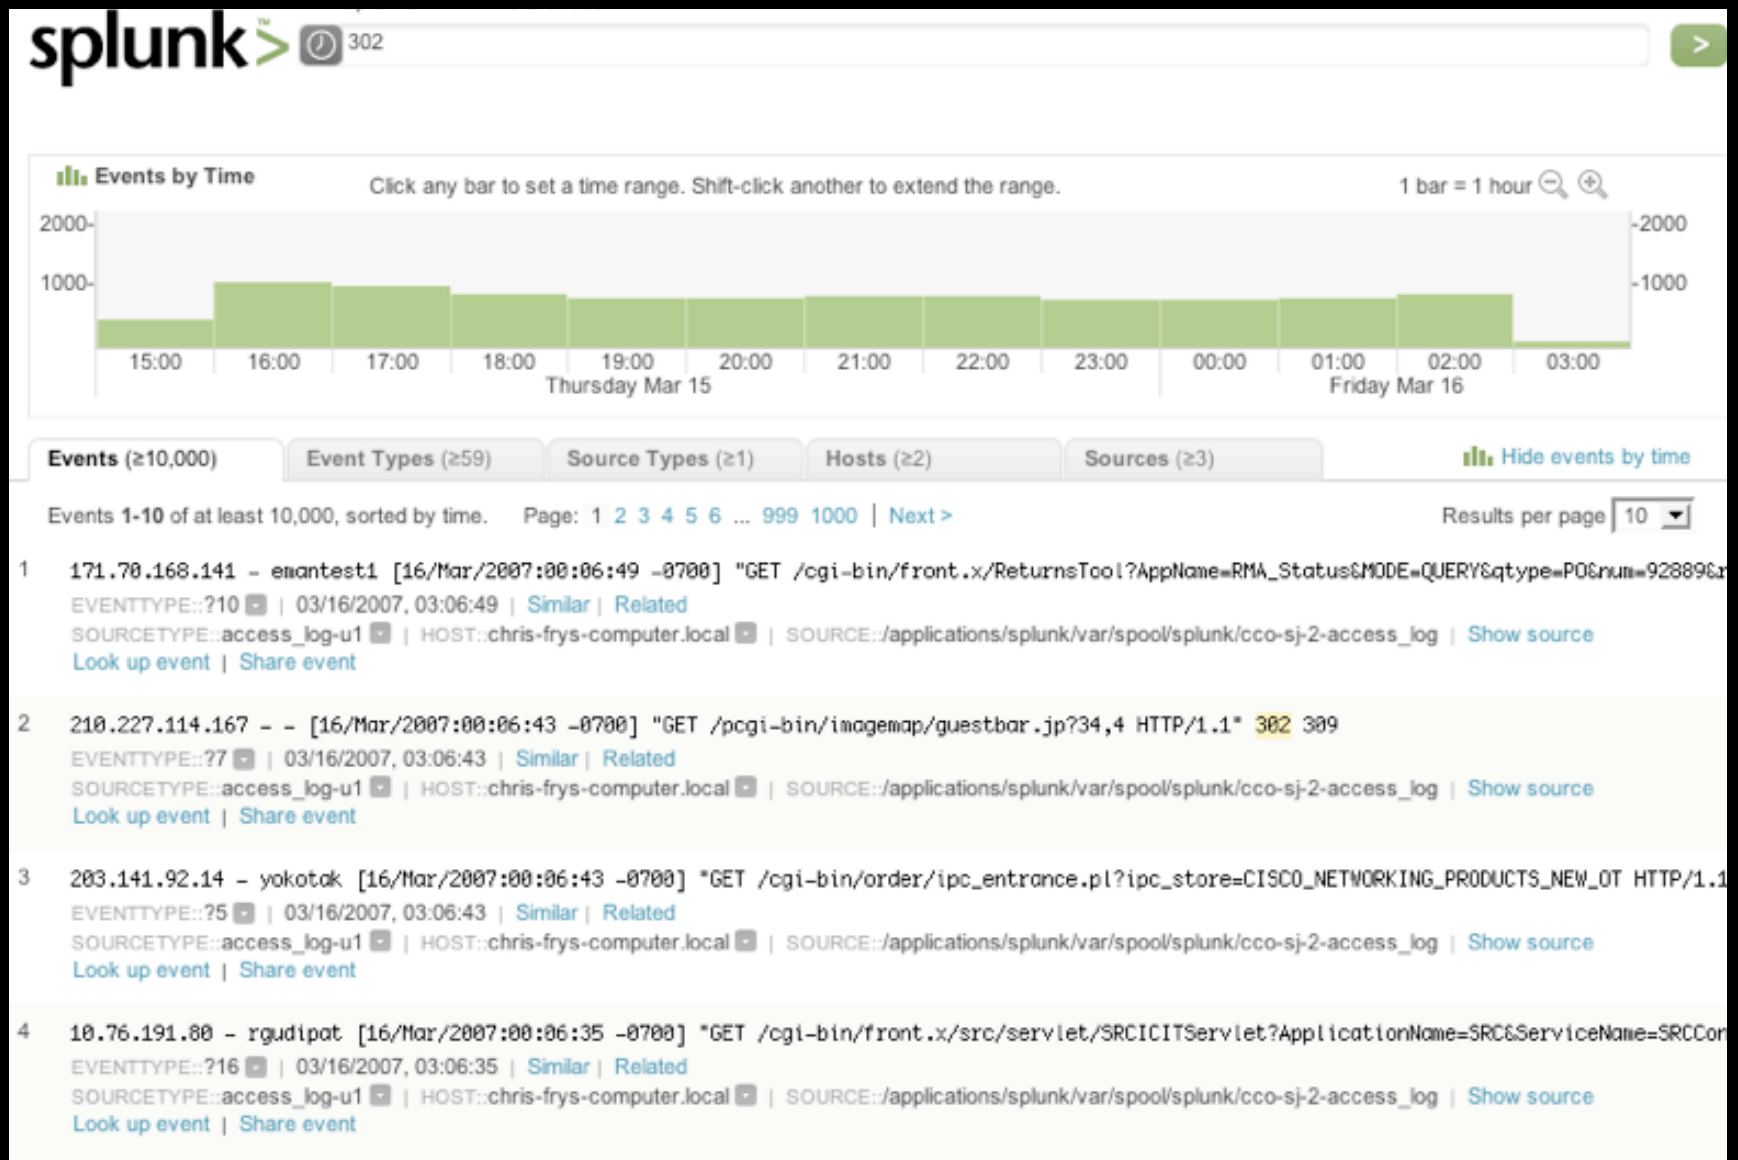 splunk>™ 302 >
Events by Time Click any bar to set a time range. Shift-click another to extend the range. 1 bar = 1 hour
2000- -2000
1000- -1000
15:00 16:00 17:00 18:00 19:00 20:00 21:00 22:00 23:00 00:00 01:00 02:00 03:00
Thursday Mar 15 Friday Mar 16
Events (≥10,000) Event Types (≥59) Source Types (≥1) Hosts (≥2) Sources (≥3) Hide events by time
Events 1-10 of at least 10,000, sorted by time. Page: 1 2 3 4 5 6 ... 999 1000 | Next > Results per page 10
1 171.70.168.141 - emantest1 [16/Mar/2007:00:06:49 -0700] "GET /cgi-bin/front.x/ReturnsTool?AppName=RMA_Status&MODE=QUERY&qtype=PO&num=92889&r
EVENTTYPE::?10 | 03/16/2007, 03:06:49 | Similar | Related
SOURCETYPE::access_log-u1 | HOST::chris-frys-computer.local | SOURCE::/applications/splunk/var/spool/splunk/cco-sj-2-access_log | Show source
Look up event | Share event
2 210.227.114.167 - - [16/Mar/2007:00:06:43 -0700] "GET /pcgi-bin/imagemap/guestbar.jp?34,4 HTTP/1.1" 302 309
EVENTTYPE::?7 | 03/16/2007, 03:06:43 | Similar | Related
SOURCETYPE::access_log-u1 | HOST::chris-frys-computer.local | SOURCE::/applications/splunk/var/spool/splunk/cco-sj-2-access_log | Show source
Look up event | Share event
3 203.141.92.14 - yokotak [16/Mar/2007:00:06:43 -0700] "GET /cgi-bin/order/ipc_entrance.pl?ipc_store=CISCO_NETWORKING_PRODUCTS_NEW_OT HTTP/1.1
EVENTTYPE::?5 | 03/16/2007, 03:06:43 | Similar | Related
SOURCETYPE::access_log-u1 | HOST::chris-frys-computer.local | SOURCE::/applications/splunk/var/spool/splunk/cco-sj-2-access_log | Show source
Look up event | Share event
4 10.76.191.80 - rgudipat [16/Mar/2007:00:06:35 -0700] "GET /cgi-bin/front.x/src/servlet/SRCICITServlet?ApplicationName=SRC&ServiceName=SRCCon
EVENTTYPE::?16 | 03/16/2007, 03:06:35 | Similar | Related
SOURCETYPE::access_log-u1 | HOST::chris-frys-computer.local | SOURCE::/applications/splunk/var/spool/splunk/cco-sj-2-access_log | Show source
Look up event | Share event